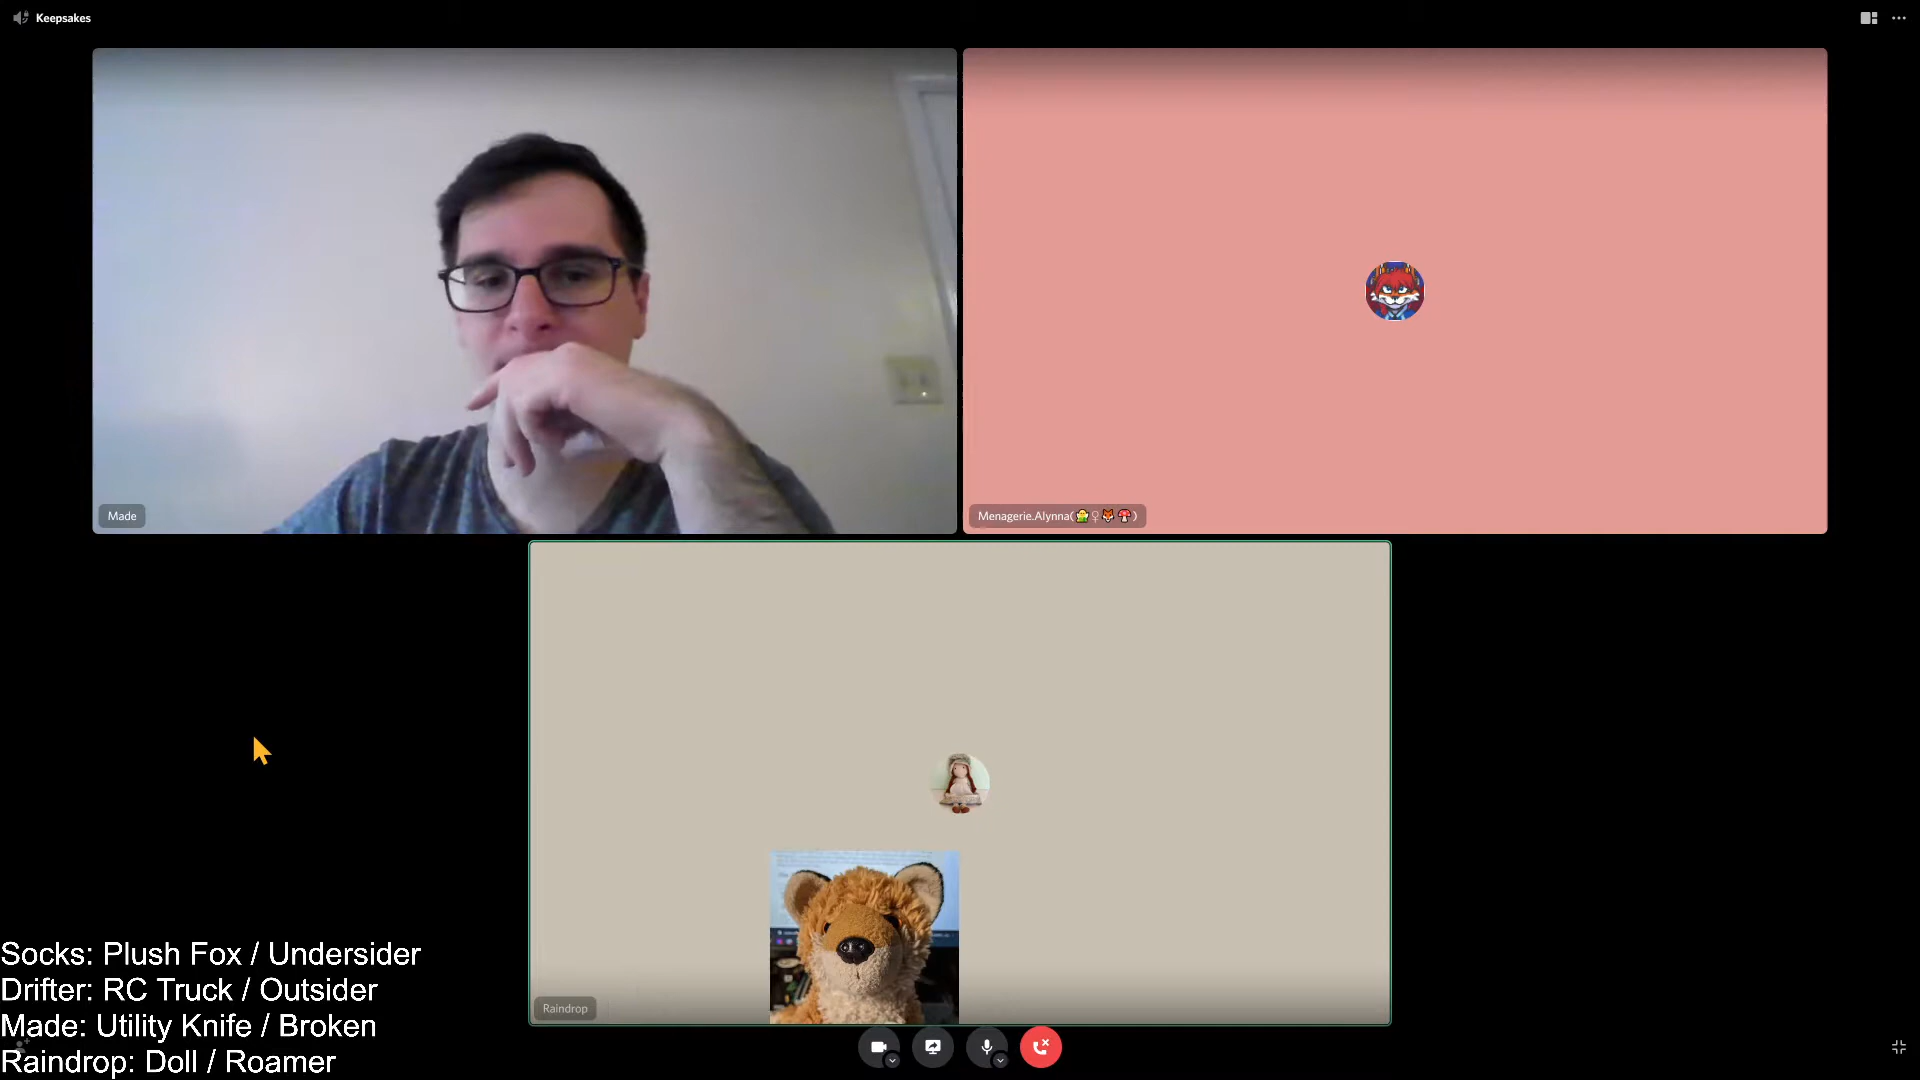 Keepsakes
Made
Menagerie.Alynna(🤷♀🦊🍄)
Raindrop
Socks: Plush Fox / Undersider
Drifter: RC Truck / Outsider
Made: Utility Knife / Broken
Raindrop: Doll / Roamer